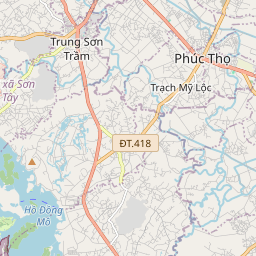 Trung Sơn
Trầm
Phúc Thọ
Trạch Mỹ Lộc
xã Sơn
Tây
ĐT.418
Hồ Đồng
Mô